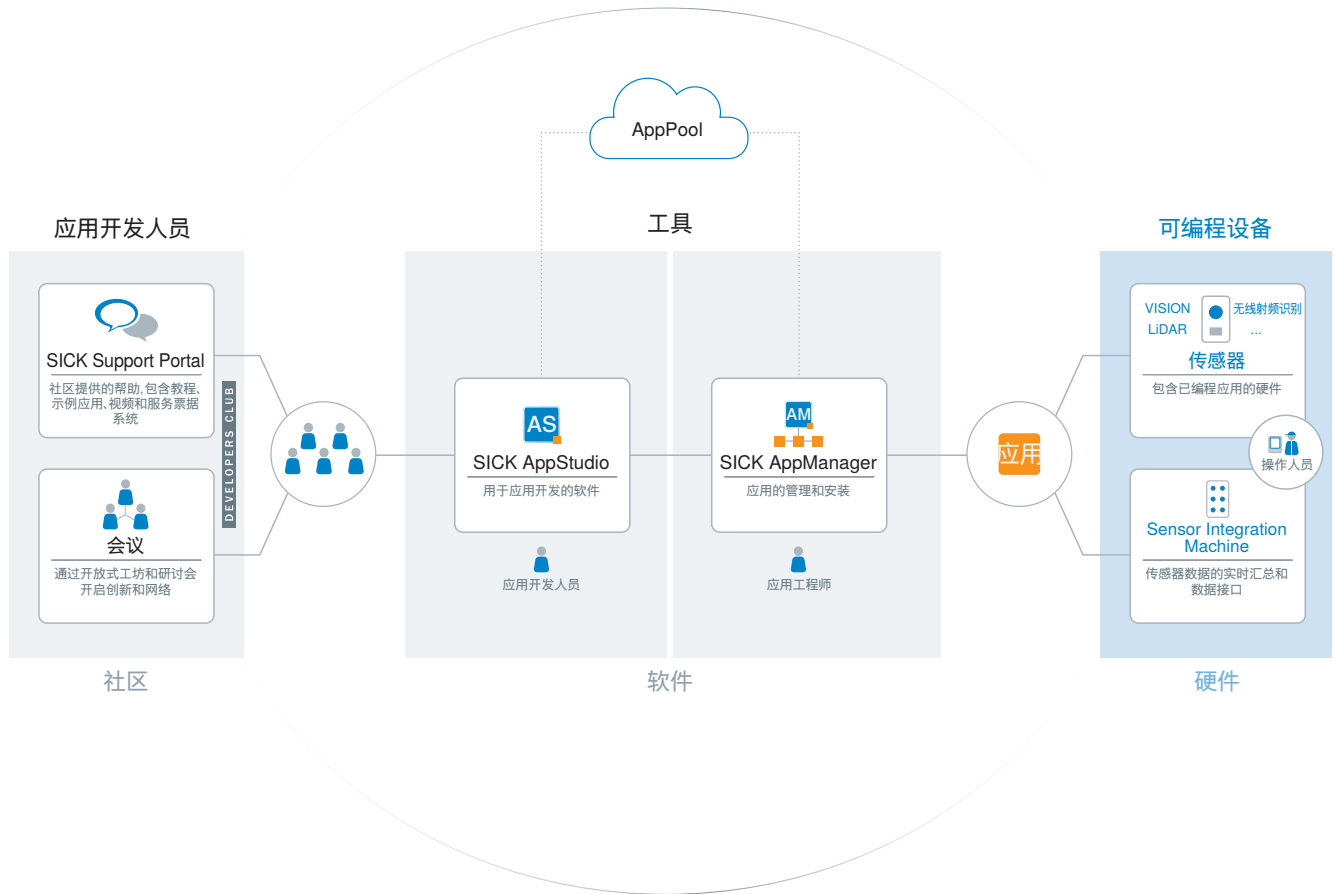 AppPool
应用开发人员
工具
可编程设备
SICK Support Portal
社区提供的帮助,包含教程、
示例应用、视频和服务票据
系统
DEVELOPERS CLUB
会议
通过开放式工坊和研讨会
开启创新和网络
AS
SICK AppStudio
用于应用开发的软件
应用开发人员
AM
SICK AppManager
应用的管理和安装
应用工程师
应用
VISION
无线射频识别
LiDAR
...
传感器
包含已编程应用的硬件
操作人员
Sensor Integration
Machine
传感器数据的实时汇总和
数据接口
社区
软件
硬件